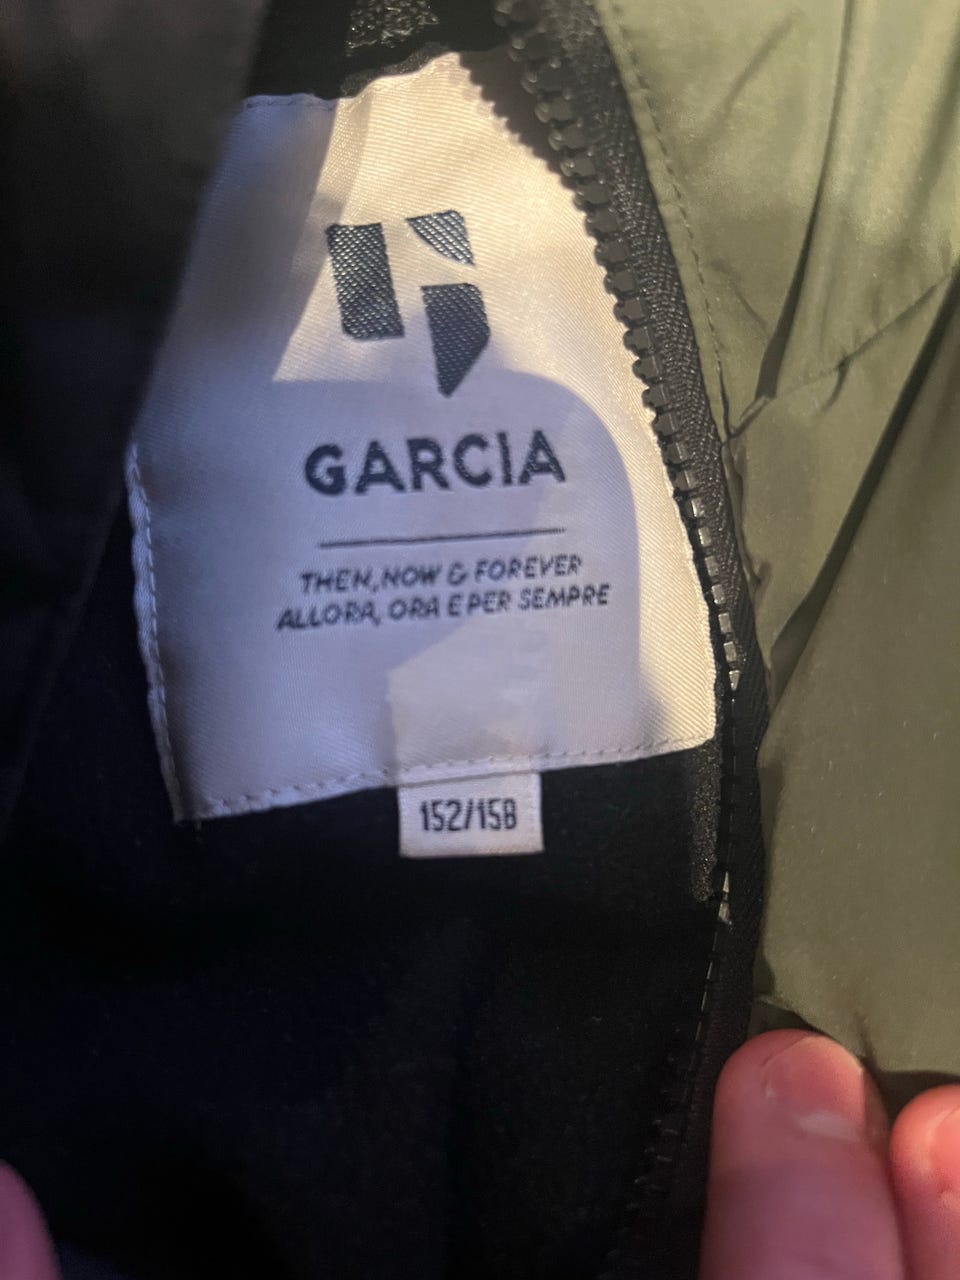 GARCIA
THEN, NOW & FOREVER
ALLORA, ORA E PER SEMPRE
152/158